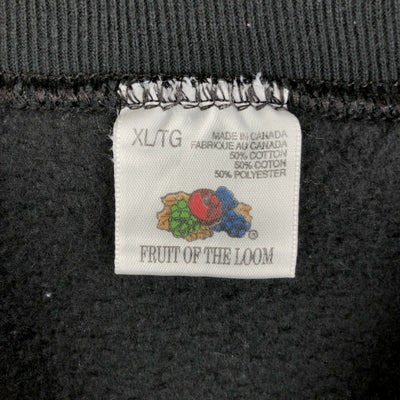 XL/TG
MADE IN CANADA
FABRIQUE AU CANADA
50% COTTON
50% COTON
50% POLYESTER
®
FRUIT OF THE LOOM